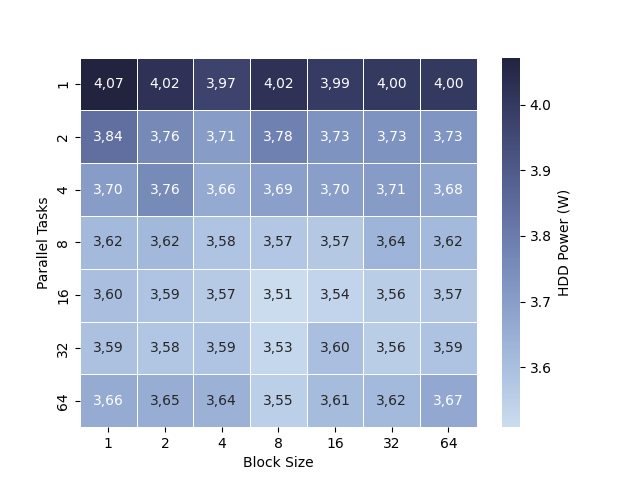 1 4,07 4,02 3,97 4,02 3,99 4,00 4,00
2 3,84 3,76 3,71 3,78 3,73 3,73 3,73
4 3,70 3,76 3,66 3,69 3,70 3,71 3,68
8 3,62 3,62 3,58 3,57 3,57 3,64 3,62
16 3,60 3,59 3,57 3,51 3,54 3,56 3,57
32 3,59 3,58 3,59 3,53 3,60 3,56 3,59
64 3,66 3,65 3,64 3,55 3,61 3,62 3,67
1 2 4 8 16 32 64
Block Size
Parallel Tasks
4.0
3.9
3.8
3.7
3.6
HDD Power (W)